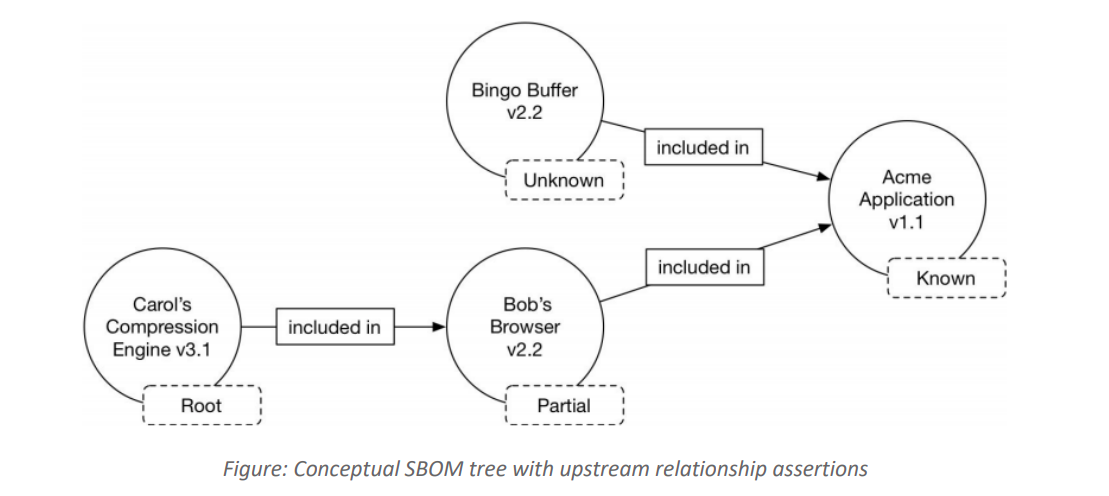 Bingo Buffer
v2.2
included in
Unknown
Acme
Application
v1.1
included in
Known
Carol's
Compression
Engine v3.1
included in
Bob's
Browser
v2.2
Root
Partial
Figure: Conceptual SBOM tree with upstream relationship assertions